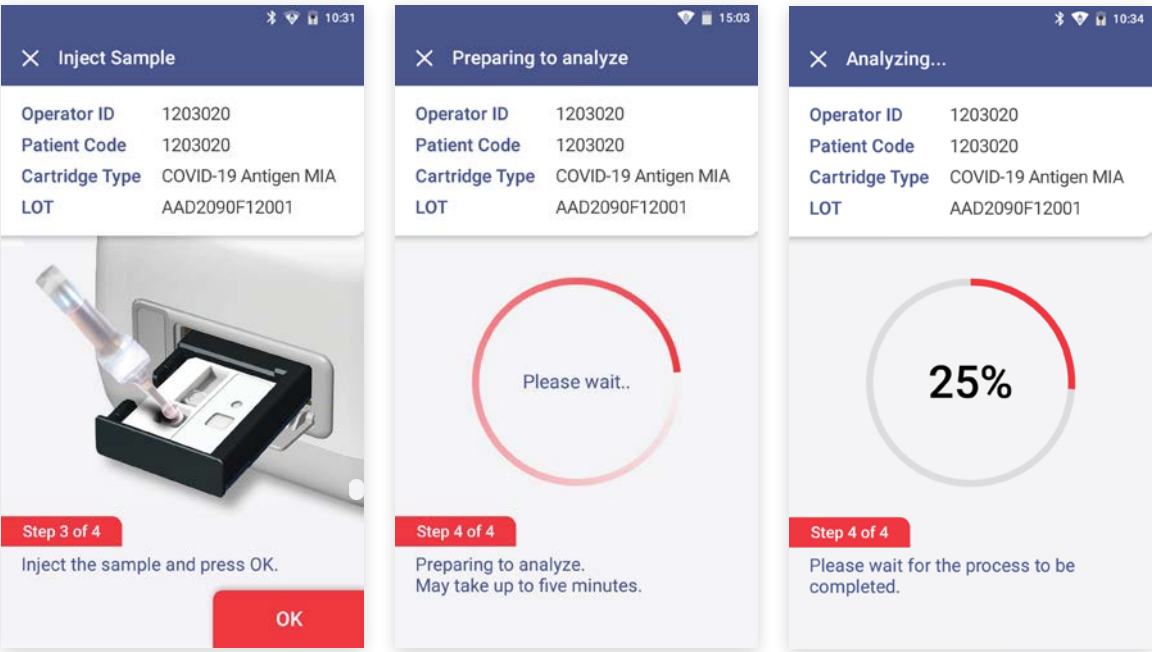 10:31
Inject Sample
Operator ID 1203020
Patient Code 1203020
Cartridge Type COVID-19 Antigen MIA
LOT AAD2090F12001
Step 3 of 4
Inject the sample and press OK.
OK
15:03
Preparing to analyze
Operator ID 1203020
Patient Code 1203020
Cartridge Type COVID-19 Antigen MIA
LOT AAD2090F12001
Please wait..
Step 4 of 4
Preparing to analyze.
May take up to five minutes.
10:34
Analyzing...
Operator ID 1203020
Patient Code 1203020
Cartridge Type COVID-19 Antigen MIA
LOT AAD2090F12001
25%
Step 4 of 4
Please wait for the process to be
completed.